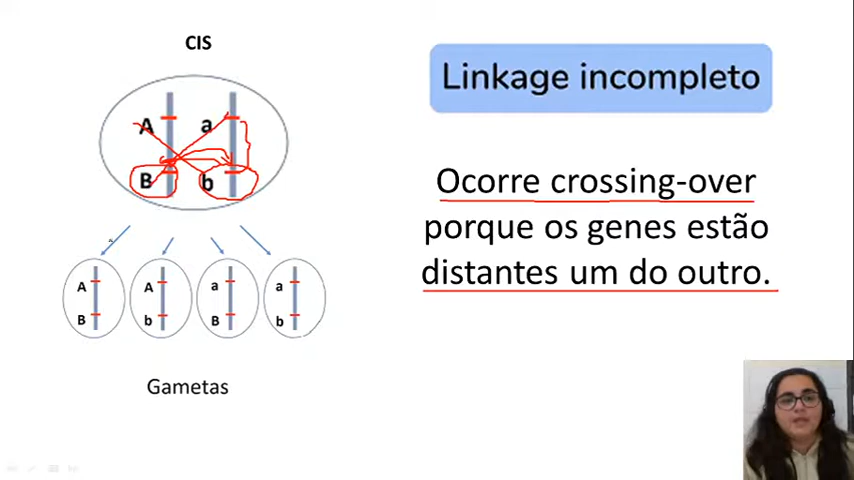 CIS
A a
B b
A A a a
B b B b
Gametas
Linkage incompleto
Ocorre crossing-over
porque os genes estão
distantes um do outro.